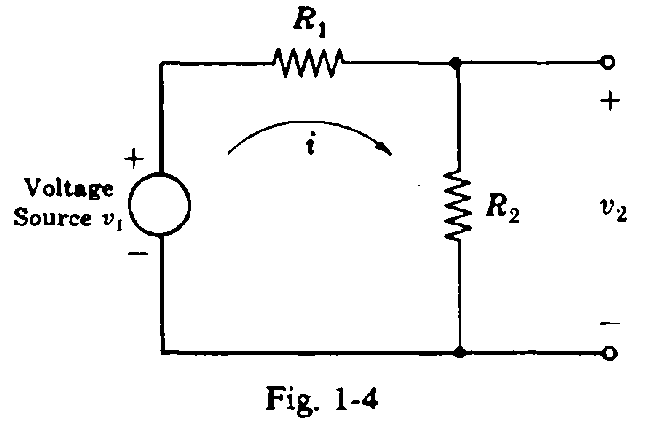 R₁
+
i
+
Voltage
Source v₁
−
R₂
v₂
−
Fig. 1-4